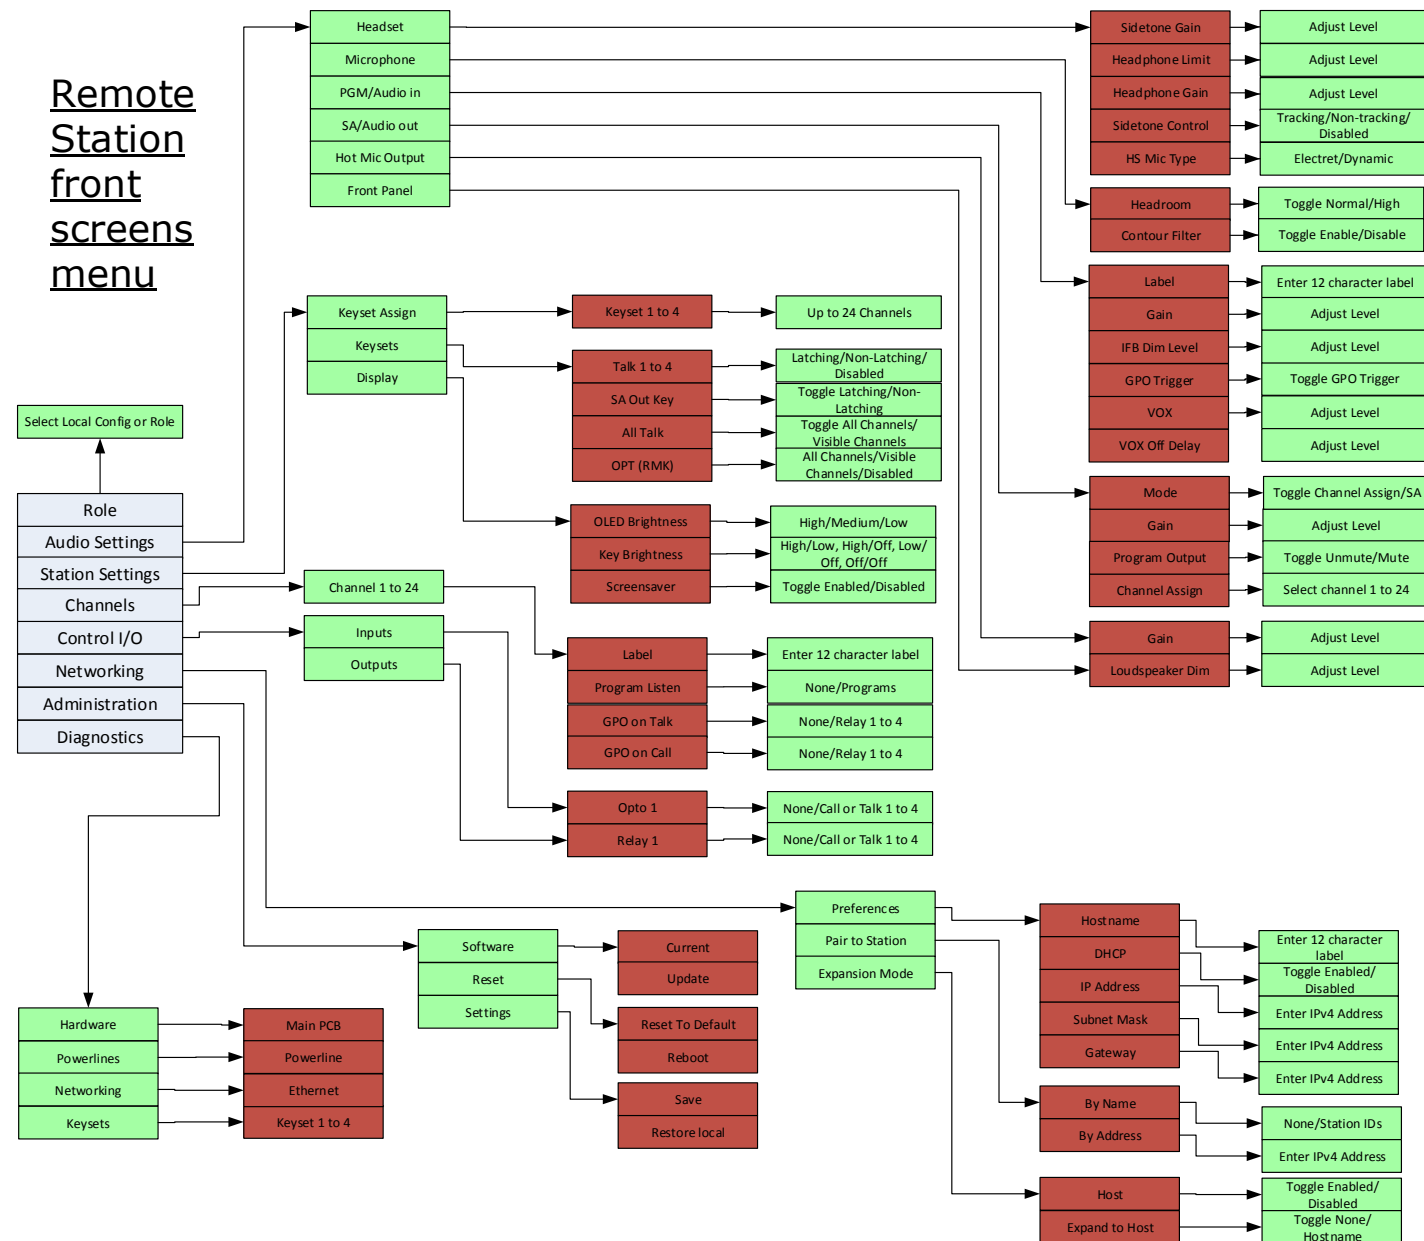 Remote
Station
front
screens
menu
Select Local Config or Role
Role
Audio Settings
Station Settings
Channels
Control I/O
Networking
Administration
Diagnostics
Headset
Microphone
PGM/Audio in
SA/Audio out
Hot Mic Output
Front Panel
Sidetone Gain
Adjust Level
Headphone Limit
Adjust Level
Headphone Gain
Adjust Level
Sidetone Control
Tracking/Non-tracking/
Disabled
HS Mic Type
Electret/Dynamic
Headroom
Toggle Normal/High
Contour Filter
Toggle Enable/Disable
Label
Enter 12 character label
Gain
Adjust Level
IFB Dim Level
Adjust Level
GPO Trigger
Toggle GPO Trigger
VOX
Adjust Level
VOX Off Delay
Adjust Level
Mode
Toggle Channel Assign/SA
Gain
Adjust Level
Program Output
Toggle Unmute/Mute
Channel Assign
Select channel 1 to 24
Gain
Adjust Level
Loudspeaker Dim
Adjust Level
Keyset Assign
Keysets
Display
Keyset 1 to 4
Up to 24 Channels
Talk 1 to 4
Latching/Non-Latching/
Disabled
SA Out Key
Toggle Latching/Non-
Latching
All Talk
Toggle All Channels/
Visible Channels
OPT (RMK)
All Channels/Visible
Channels/Disabled
OLED Brightness
High/Medium/Low
Key Brightness
High/Low, High/Off, Low/
Off, Off/Off
Screensaver
Toggle Enabled/Disabled
Channel 1 to 24
Inputs
Outputs
Label
Enter 12 character label
Program Listen
None/Programs
GPO on Talk
None/Relay 1 to 4
GPO on Call
None/Relay 1 to 4
Opto 1
None/Call or Talk 1 to 4
Relay 1
None/Call or Talk 1 to 4
Preferences
Pair to Station
Expansion Mode
Hostname
Enter 12 character
label
DHCP
Toggle Enabled/
Disabled
IP Address
Enter IPv4 Address
Subnet Mask
Enter IPv4 Address
Gateway
Enter IPv4 Address
By Name
None/Station IDs
By Address
Enter IPv4 Address
Host
Toggle Enabled/
Disabled
Expand to Host
Toggle None/
Hostname
Software
Reset
Settings
Current
Update
Reset To Default
Reboot
Save
Restore local
Hardware
Main PCB
Powerlines
Powerline
Networking
Ethernet
Keysets
Keyset 1 to 4